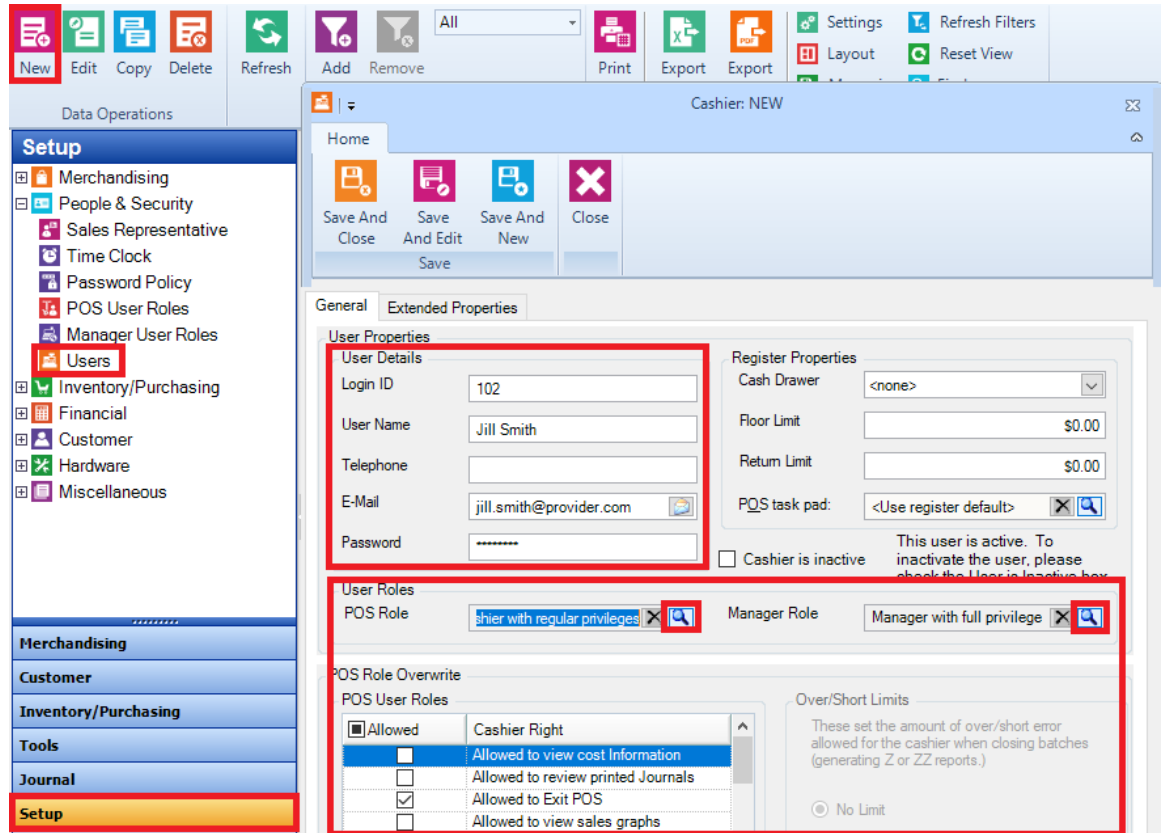 All
Settings
Refresh Filters
Layout
Reset View
New Edit Copy Delete Refresh Add Remove Print Export Export
PDF
Data Operations
Cashier: NEW
Home
Save And Close
Save And Edit
Save And New
Close
Save
Setup
Merchandising
People & Security
Sales Representative
Time Clock
Password Policy
POS User Roles
Manager User Roles
Users
Inventory/Purchasing
Financial
Customer
Hardware
Miscellaneous
Merchandising
Customer
Inventory/Purchasing
Tools
Journal
Setup
General Extended Properties
User Properties
User Details
Login ID 102
User Name Jill Smith
Telephone
E-Mail jill.smith@provider.com
Password ********
Register Properties
Cash Drawer <none>
Floor Limit $0.00
Return Limit $0.00
POS task pad: <Use register default>
Cashier is inactive
This user is active. To
inactivate the user, please
check the User is Inactive box
User Roles
POS Role shier with regular privileges
Manager Role Manager with full privilege
POS Role Overwrite
POS User Roles
Allowed Cashier Right
Allowed to view cost Information
Allowed to review printed Journals
Allowed to Exit POS
Allowed to view sales graphs
Over/Short Limits
These set the amount of over/short error
allowed for the cashier when closing batches
(generating Z or ZZ reports.)
No Limit